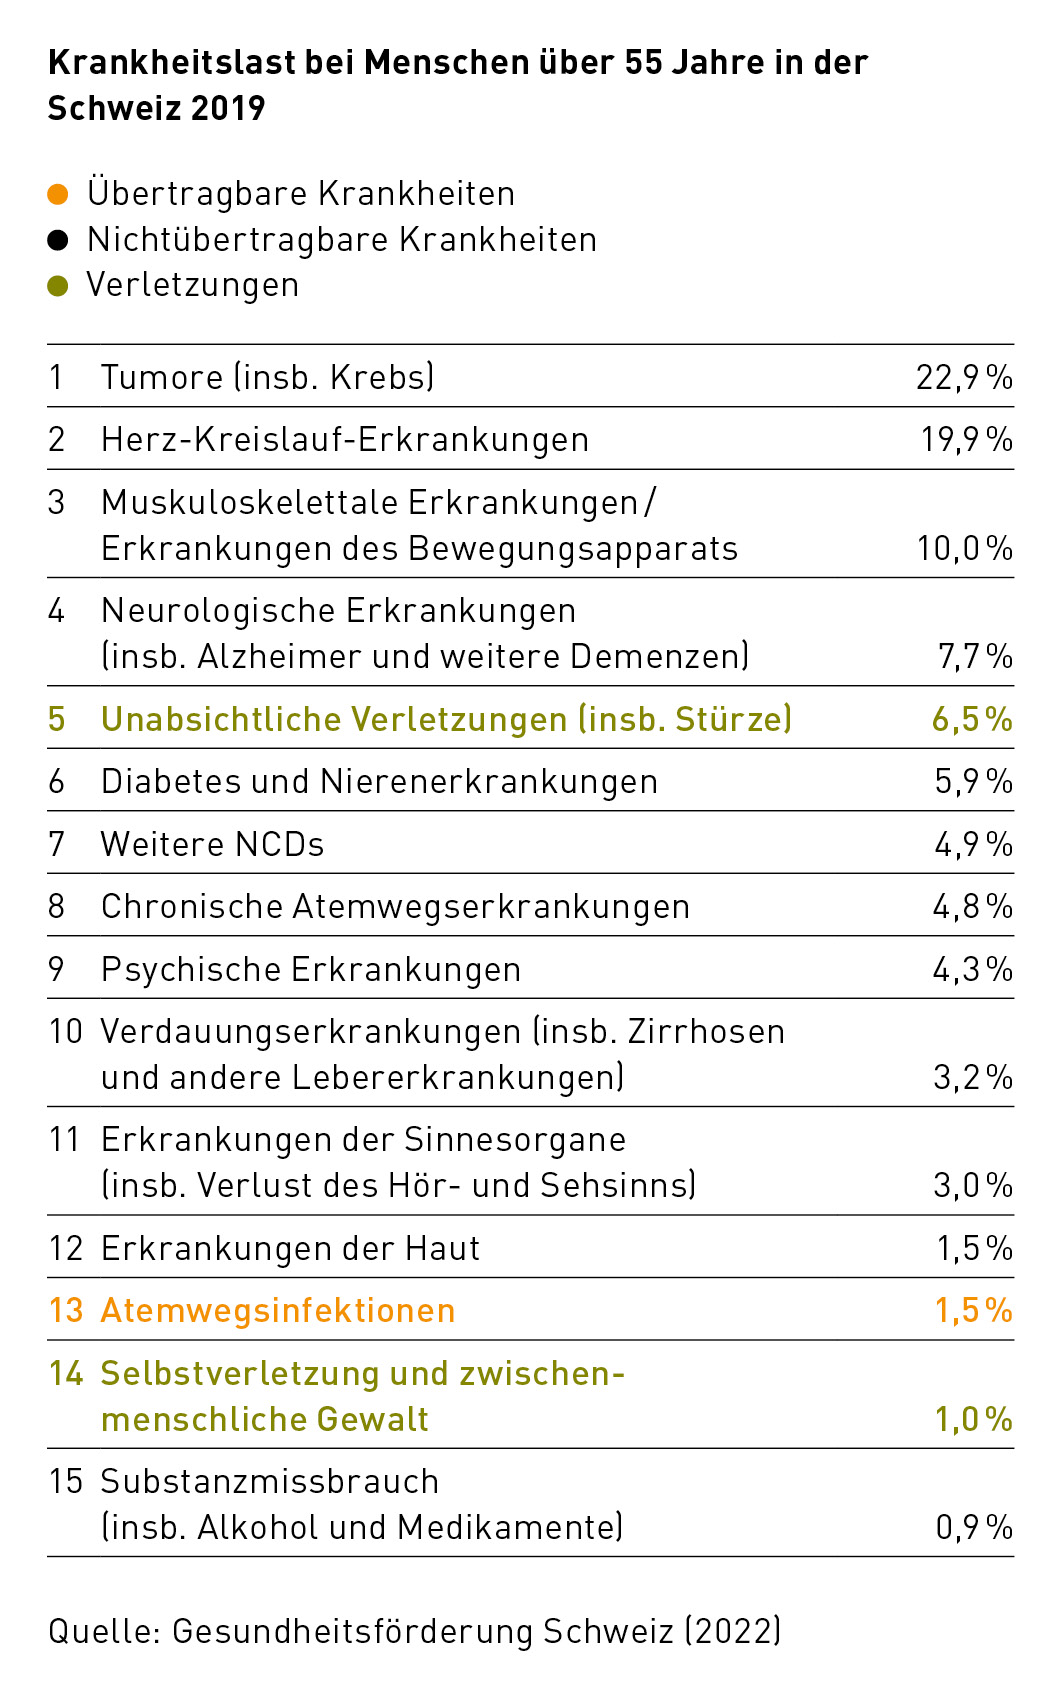 Krankheitslast bei Menschen über 55 Jahre in der
Schweiz 2019
Übertragbare Krankheiten
Nichtübertragbare Krankheiten
Verletzungen
1 Tumore (insb. Krebs) 22,9 %
2 Herz-Kreislauf-Erkrankungen 19,9 %
3 Muskuloskelettale Erkrankungen /
Erkrankungen des Bewegungsapparats 10,0 %
4 Neurologische Erkrankungen
(insb. Alzheimer und weitere Demenzen) 7,7 %
5 Unabsichtliche Verletzungen (insb. Stürze) 6,5 %
6 Diabetes und Nierenerkrankungen 5,9 %
7 Weitere NCDs 4,9 %
8 Chronische Atemwegserkrankungen 4,8 %
9 Psychische Erkrankungen 4,3 %
10 Verdauungserkrankungen (insb. Zirrhosen
und andere Lebererkrankungen) 3,2 %
11 Erkrankungen der Sinnesorgane
(insb. Verlust des Hör- und Sehsinns) 3,0 %
12 Erkrankungen der Haut 1,5 %
13 Atemwegsinfektionen 1,5 %
14 Selbstverletzung und zwischen-
menschliche Gewalt 1,0 %
15 Substanzmissbrauch
(insb. Alkohol und Medikamente) 0,9 %
Quelle: Gesundheitsförderung Schweiz (2022)